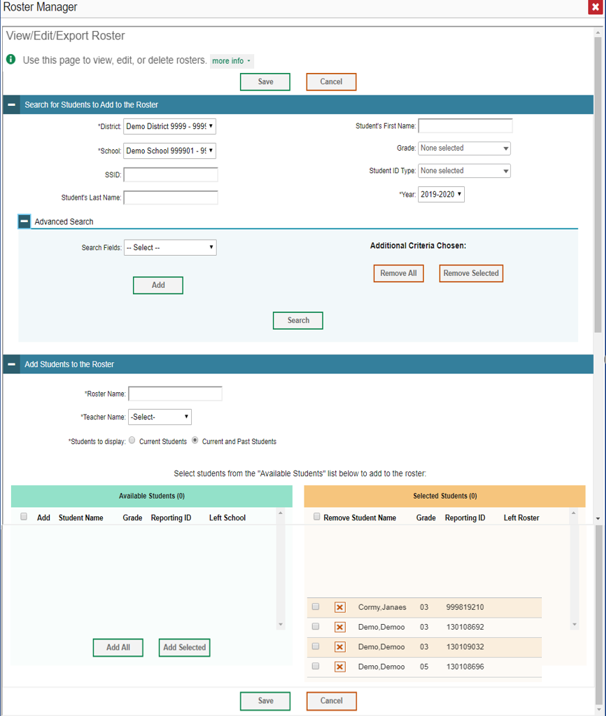 Roster Manager
View/Edit/Export Roster
Use this page to view, edit, or delete rosters. more info
Save Cancel
Search for Students to Add to the Roster
*District: Demo District 9999 - 999!
Student's First Name:
*School: Demo School 999901 - 9!
Grade: None selected
SSID:
Student ID Type: None selected
Student's Last Name:
*Year: 2019-2020
Advanced Search
Search Fields: -- Select --
Additional Criteria Chosen:
Add
Remove All Remove Selected
Search
Add Students to the Roster
*Roster Name:
*Teacher Name: -Select-
*Students to display: Current Students Current and Past Students
Select students from the "Available Students" list below to add to the roster:
Available Students (0)
Add Student Name Grade Reporting ID Left School
Add All Add Selected
Selected Students (0)
Remove Student Name Grade Reporting ID Left Roster
Cormy,Janaes 03 999819210
Demo,Demoo 03 130108692
Demo,Demoo 03 130109032
Demo,Demoo 05 130108696
Save Cancel